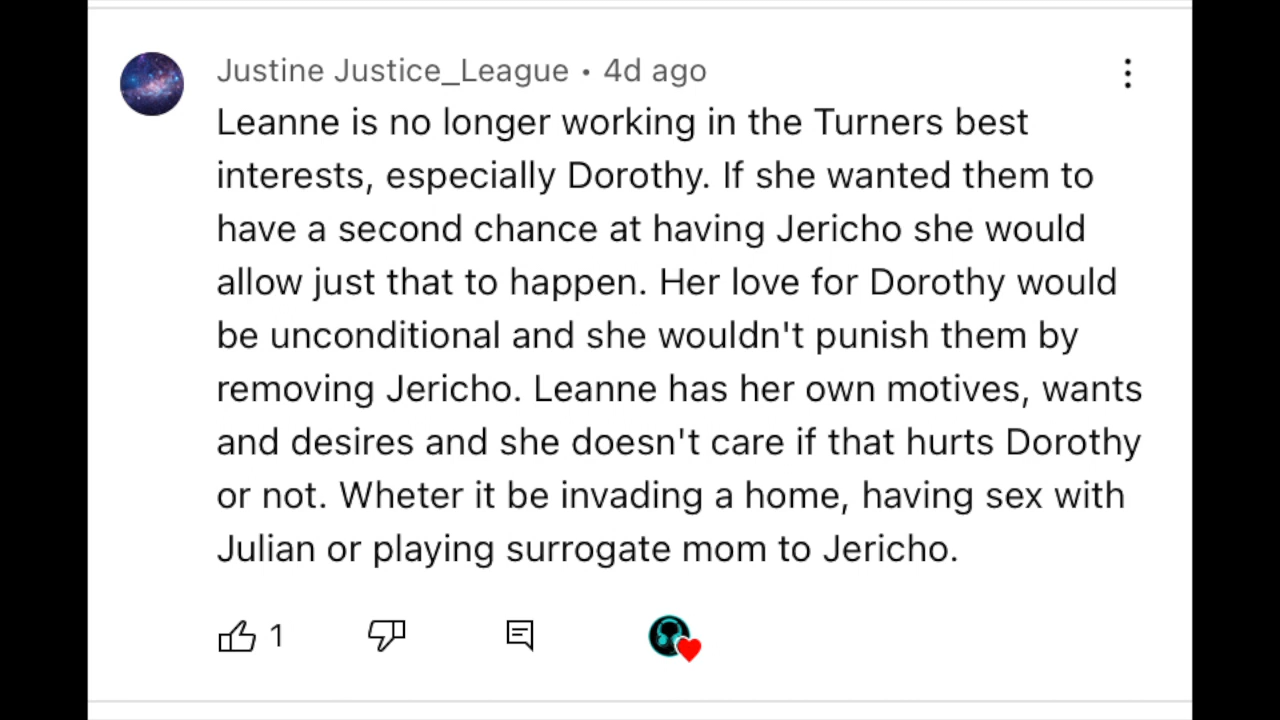 Justine Justice_League • 4d ago
Leanne is no longer working in the Turners best
interests, especially Dorothy. If she wanted them to
have a second chance at having Jericho she would
allow just that to happen. Her love for Dorothy would
be unconditional and she wouldn't punish them by
removing Jericho. Leanne has her own motives, wants
and desires and she doesn't care if that hurts Dorothy
or not. Wheter it be invading a home, having sex with
Julian or playing surrogate mom to Jericho.
1